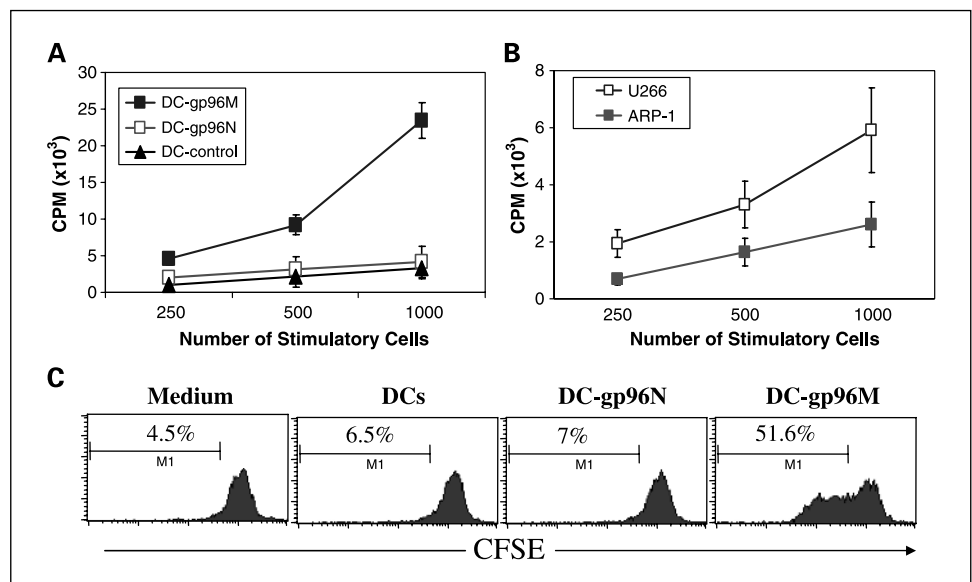 A
CPM (x10³)
30
25
20
15
10
5
0
DC-gp96M
DC-gp96N
DC-control
250 500 1000
Number of Stimulatory Cells
B
CPM (x10³)
8
6
4
2
0
U266
ARP-1
250 500 1000
Number of Stimulatory Cells
C
Medium DCs DC-gp96N DC-gp96M
4.5% 6.5% 7% 51.6%
M1 M1 M1 M1
CFSE